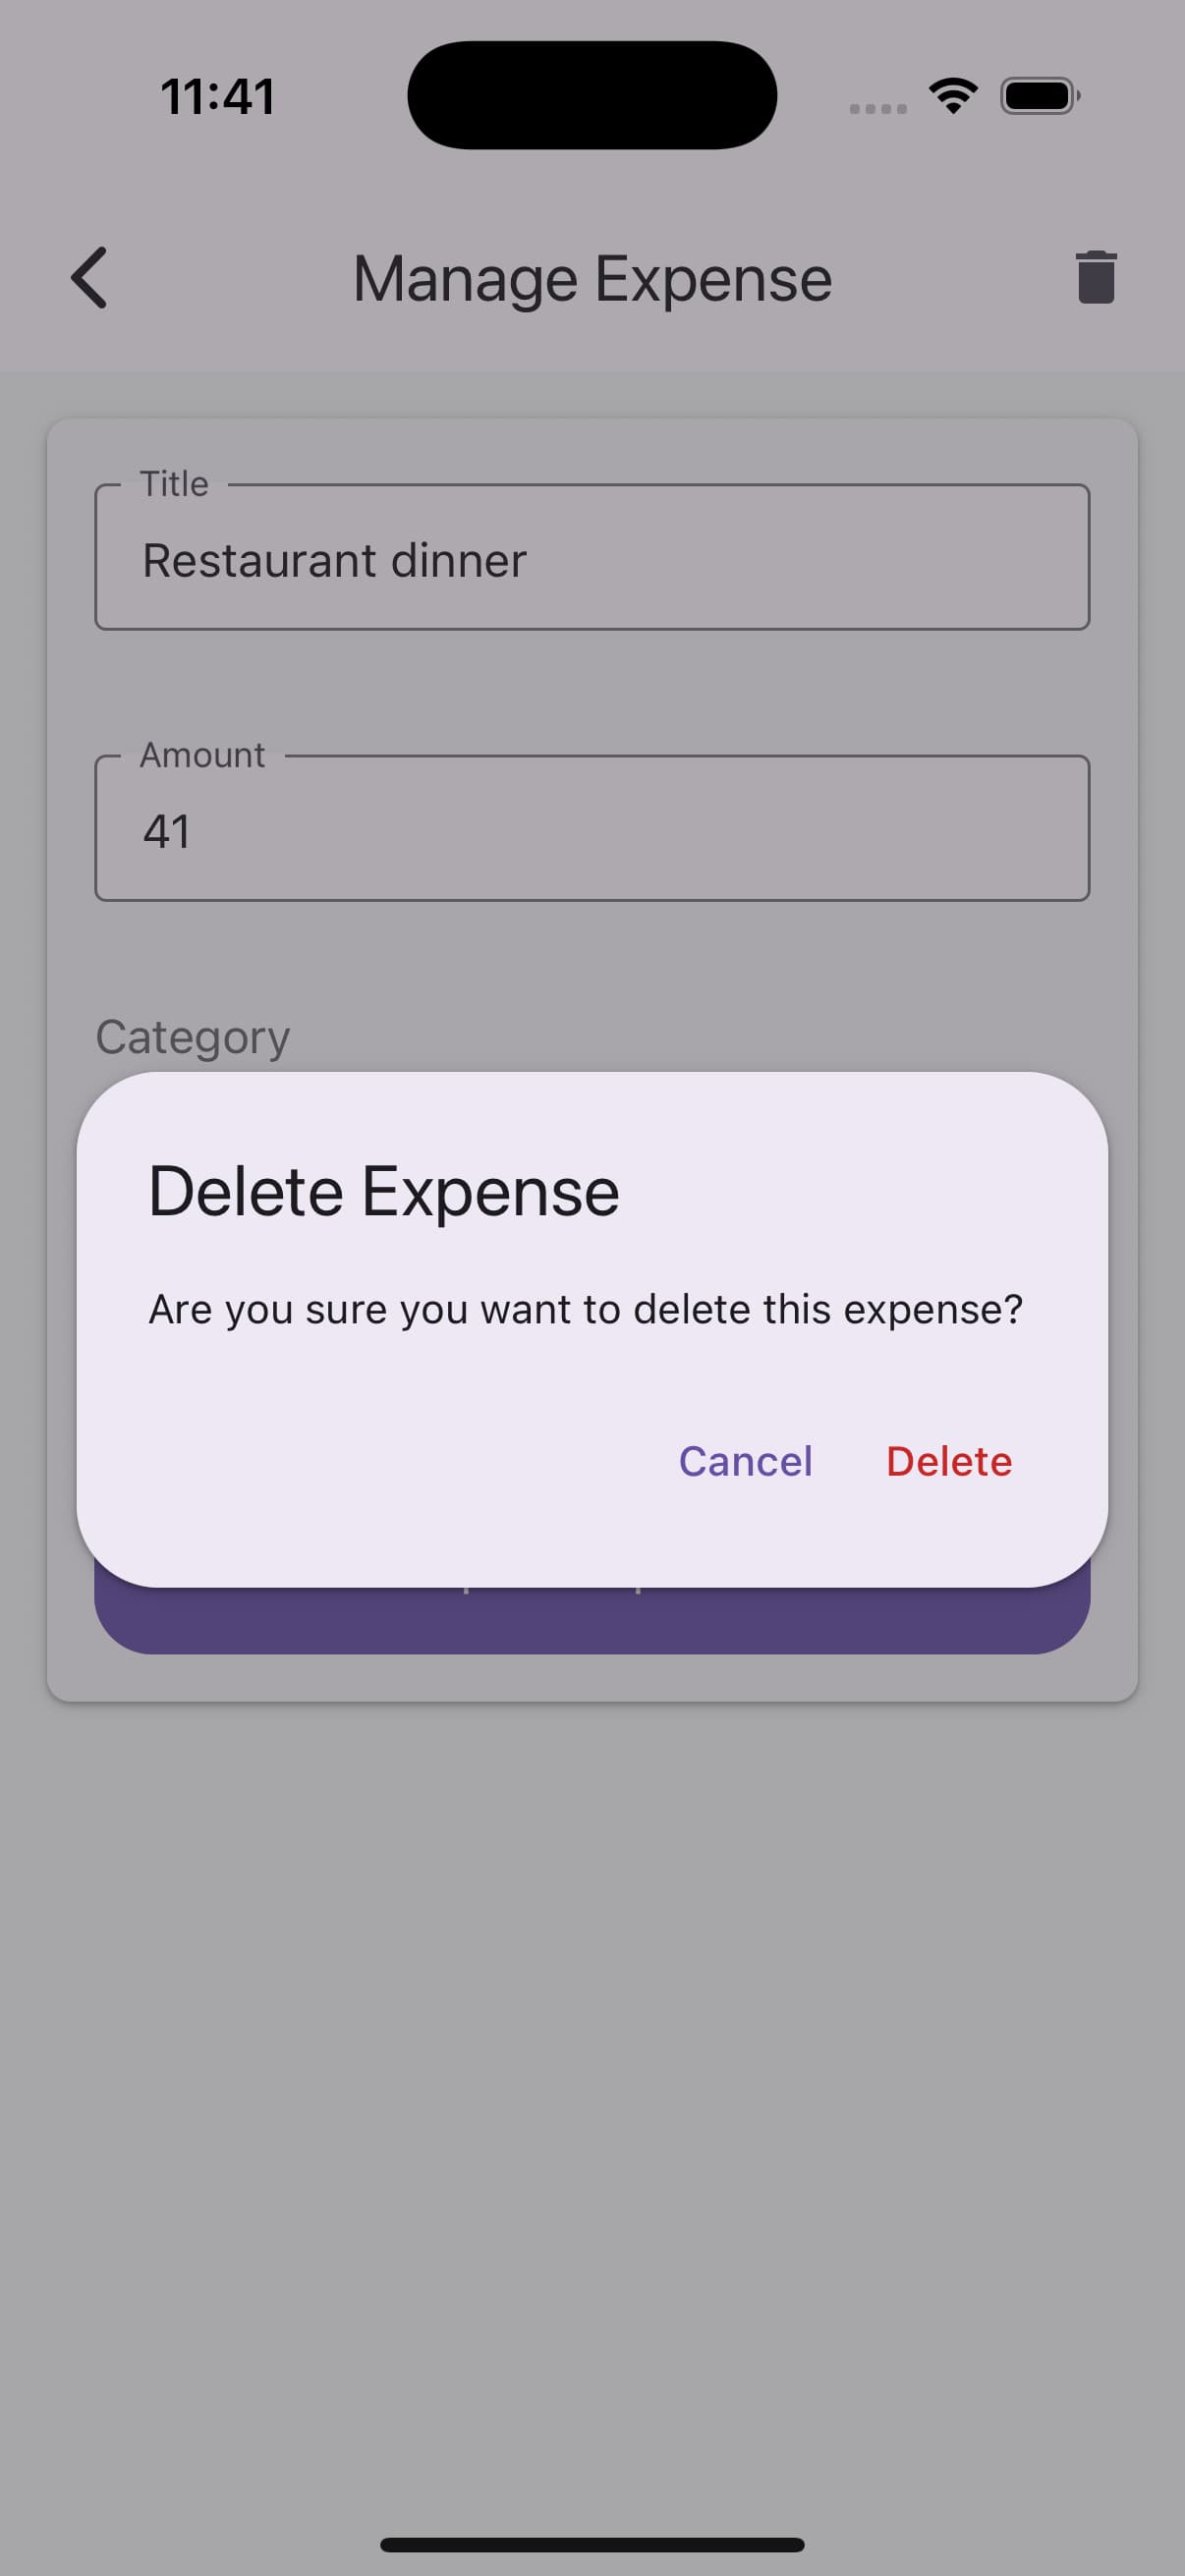 11:41
Manage Expense
Title
Restaurant dinner
Amount
41
Category
Delete Expense
Are you sure you want to delete this expense?
Cancel
Delete